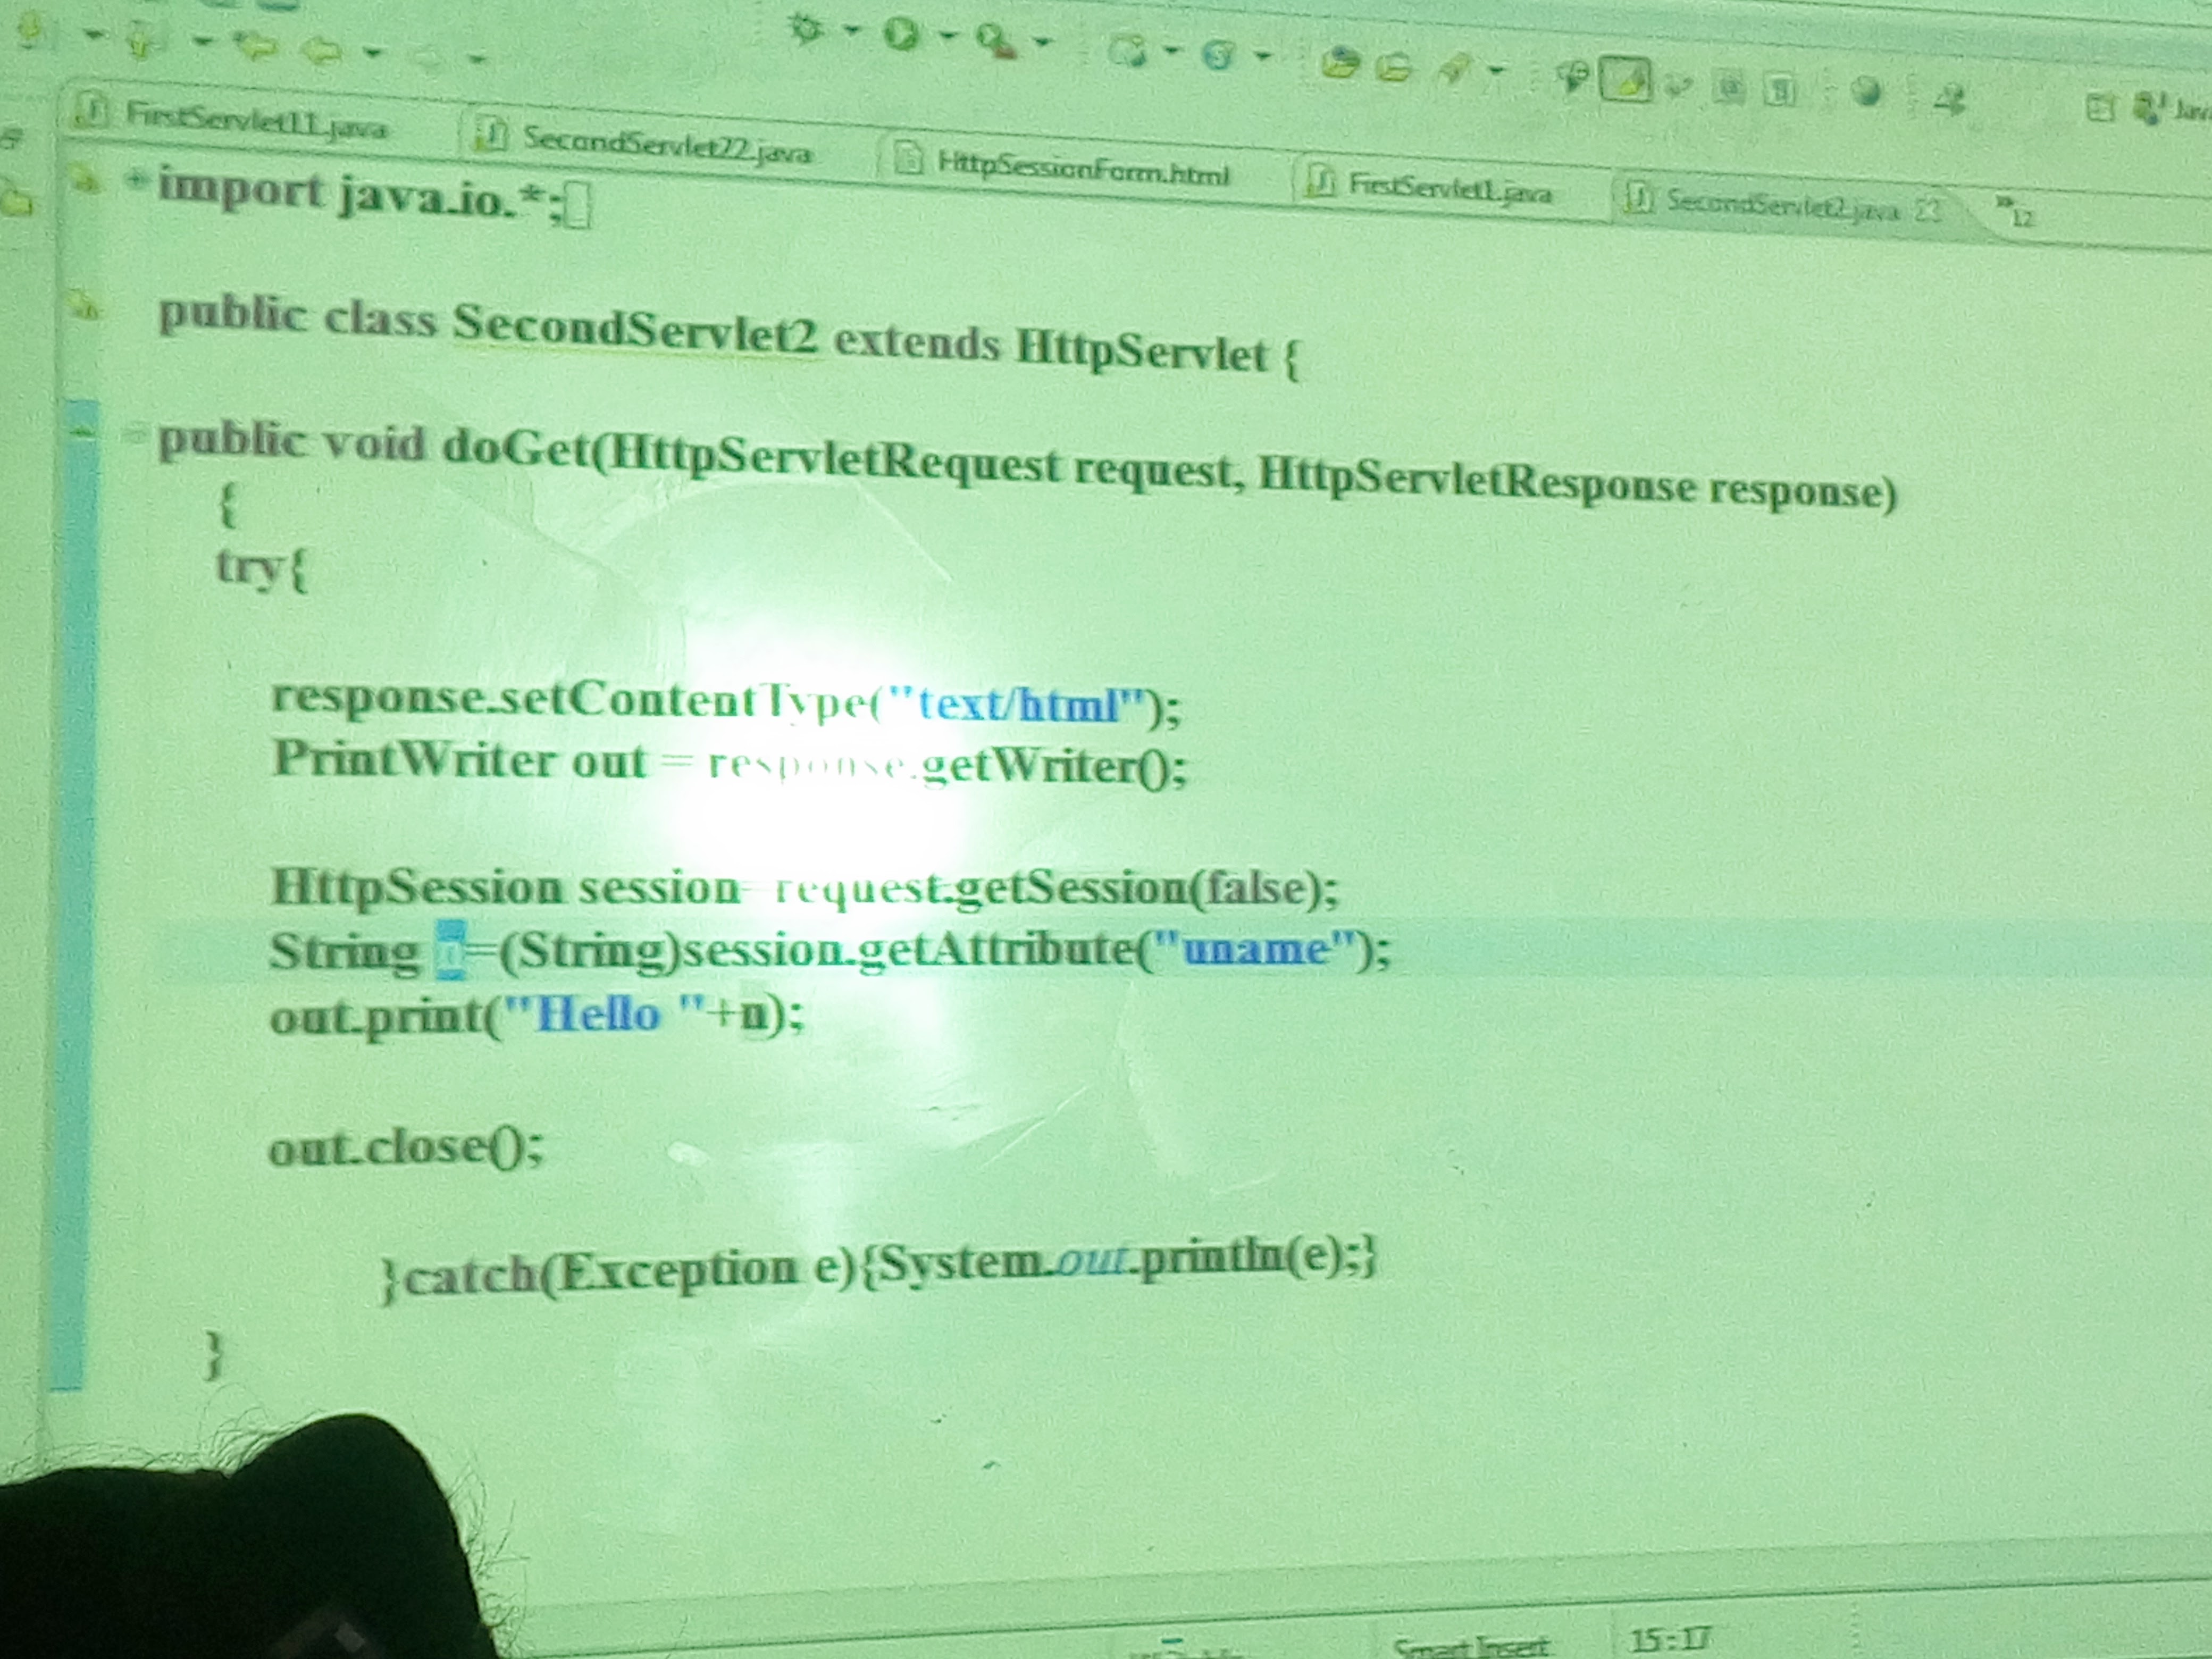 FirstServlet11.java
SecondServlet22.java
HttpSessionForm.html
FirstServlet1.java
SecondServlet2.java
12
import java.io.*;
public class SecondServlet2 extends HttpServlet {
public void doGet(HttpServletRequest request, HttpServletResponse response)
{
try{
response.setContentType("text/html");
PrintWriter out = response.getWriter();
HttpSession session= request.getSession(false);
String n=(String)session.getAttribute("uname");
out.print("Hello "+n);
out.close();
}catch(Exception e){System.out.println(e);}
}
Smart Insert
15:17